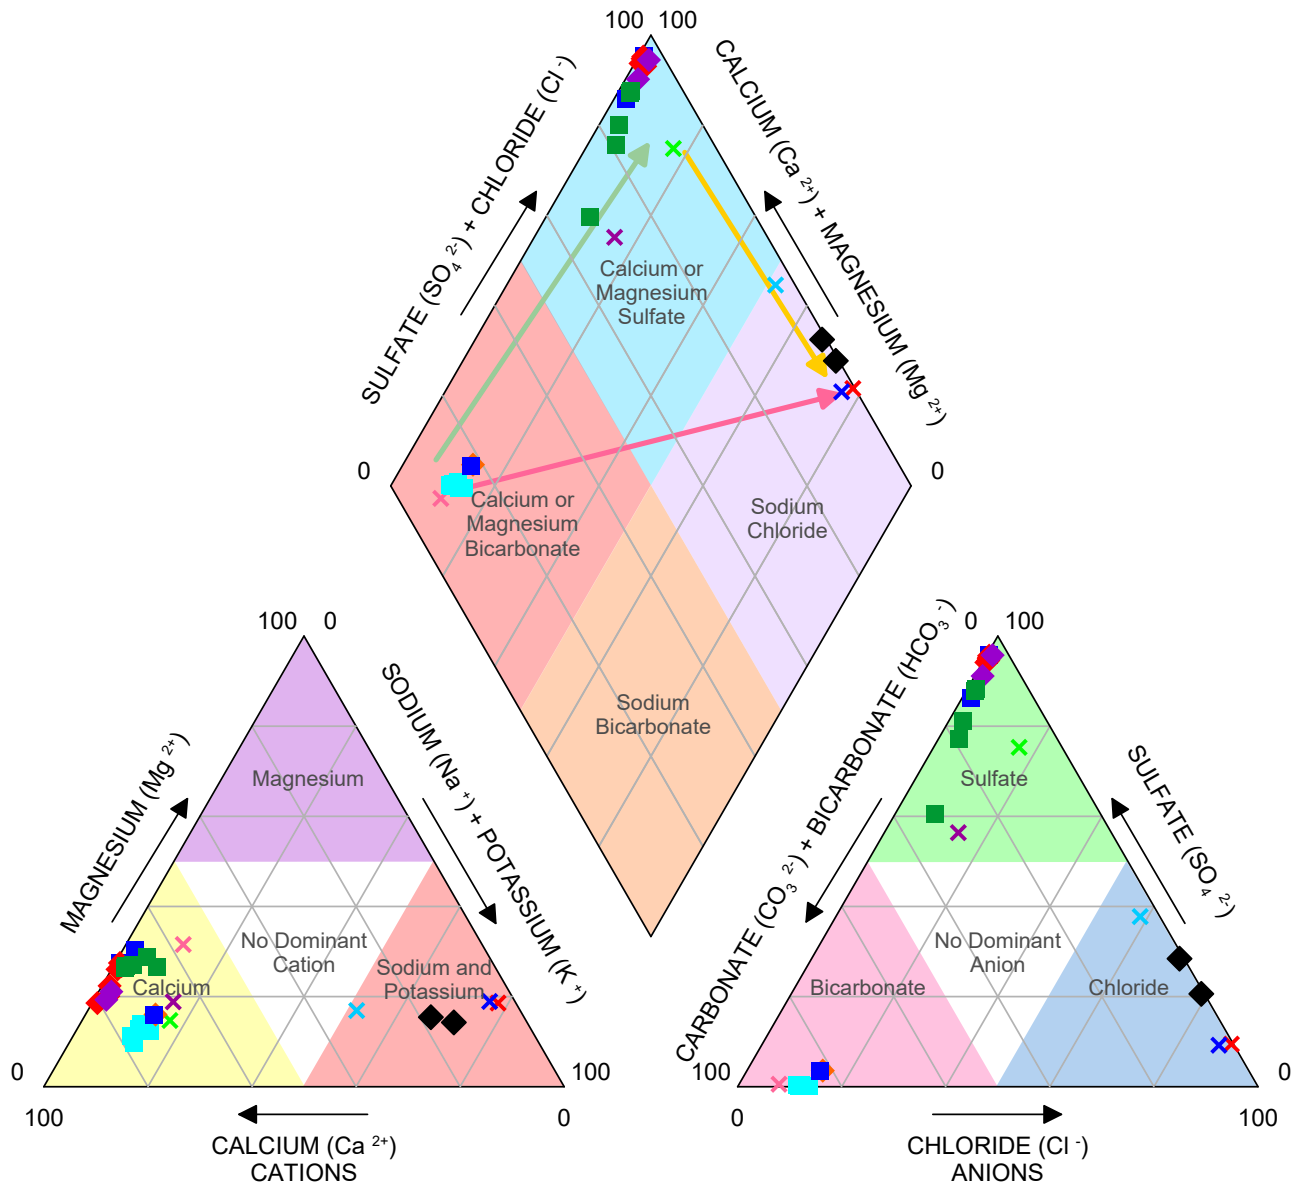 100 100
SULFATE (SO4 2-) + CHLORIDE (Cl -)
CALCIUM (Ca 2+) + MAGNESIUM (Mg 2+)
Calcium or
Magnesium
Sulfate
0
0
Calcium or
Magnesium
Bicarbonate
Sodium
Chloride
Sodium
Bicarbonate
100 0
MAGNESIUM (Mg 2+)
SODIUM (Na +) + POTASSIUM (K +)
Magnesium
No Dominant
Cation
Calcium
Sodium and
Potassium
0
100
100
0
CALCIUM (Ca 2+)
CATIONS
0 100
CARBONATE (CO3 2-) + BICARBONATE (HCO3 -)
SULFATE (SO4 2-)
Sulfate
No Dominant
Anion
Bicarbonate
Chloride
100
0
0
100
CHLORIDE (Cl -)
ANIONS